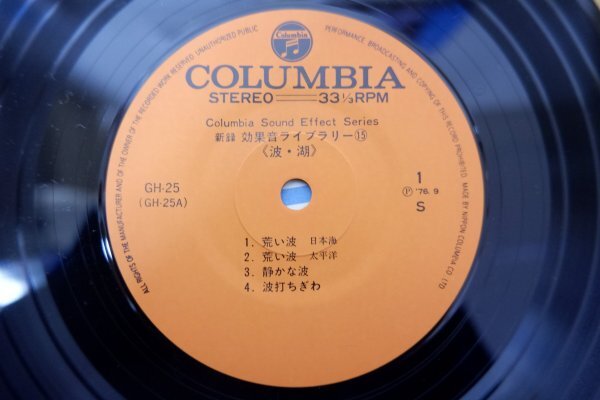 ALL RIGHTS OF THE MANUFACTURER AND OF THE OWNER OF THE RECORDED WORK RESERVED. UNAUTHORIZED PUBLIC PERFORMANCE, BROADCASTING AND COPYING OF THIS RECORD PROHIBITED. MADE BY NIPPON COLUMBIA CO. LTD.
Columbia
COLUMBIA
STEREO 33 1/3 RPM
Columbia Sound Effect Series
新録 効果音ライブラリー⑮
《波・湖》
GH-25
(GH-25A)
1
Ⓟ '76. 9
S
1. 荒い波 日本海
2. 荒い波 太平洋
3. 静かな波
4. 波打ちぎわ